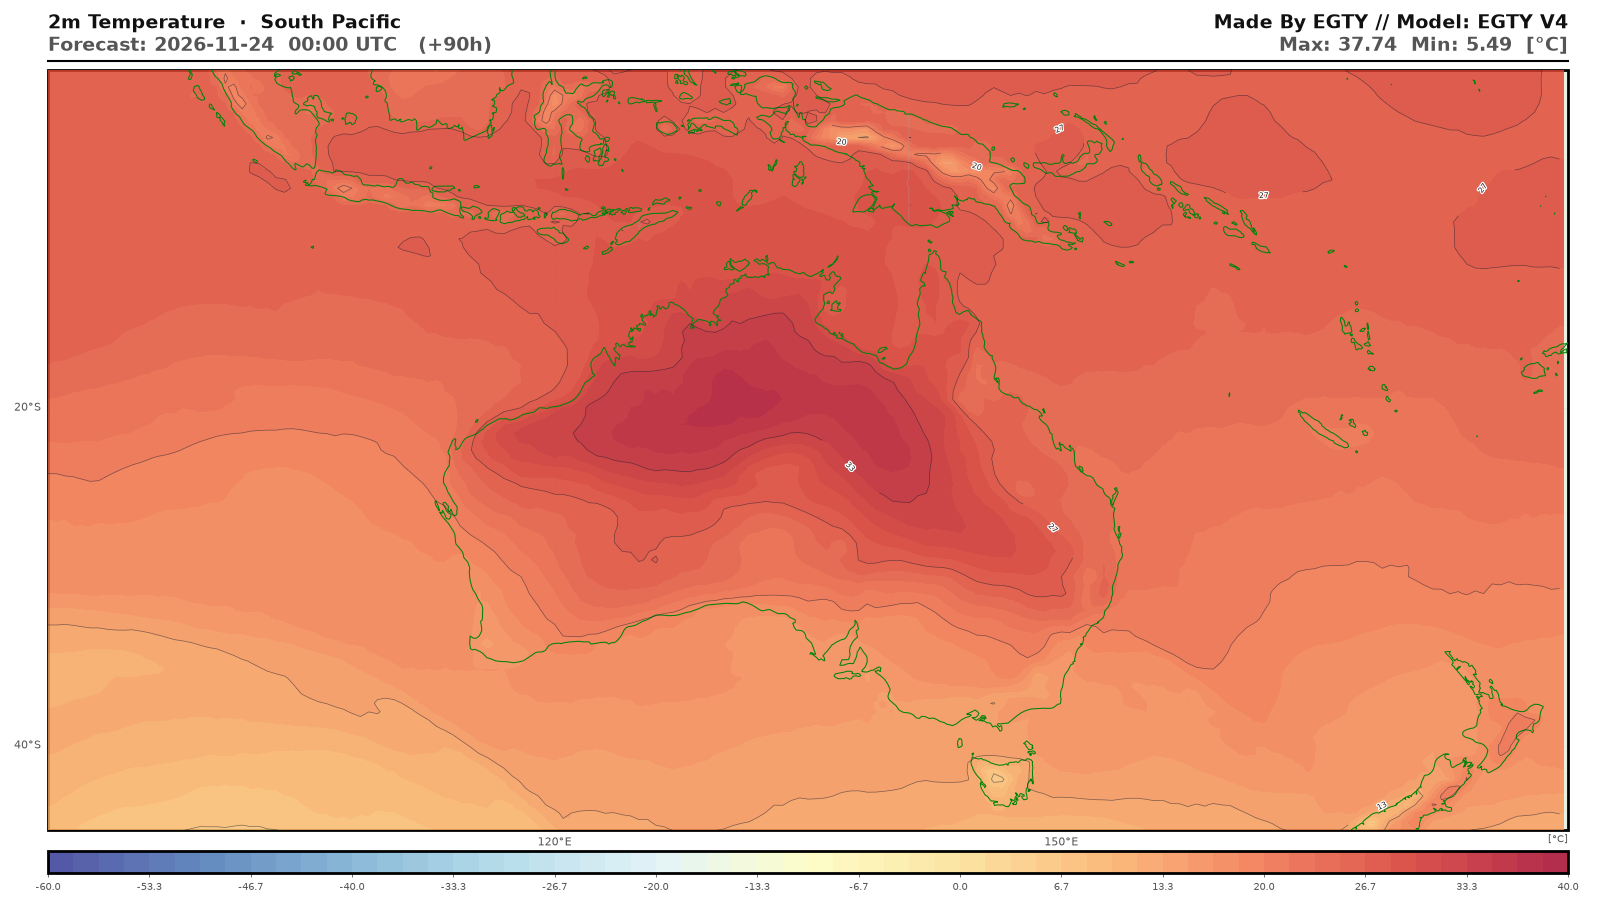 2m Temperature · South Pacific
Made By EGTY // Model: EGTY V4
Forecast: 2026-11-24 00:00 UTC (+90h)
Max: 37.74 Min: 5.49 [°C]
27
20
20
27
27
20°S
33
27
40°S
13
120°E
150°E
[°C]
-60.0 -53.3 -46.7 -40.0 -33.3 -26.7 -20.0 -13.3 -6.7 0.0 6.7 13.3 20.0 26.7 33.3 40.0